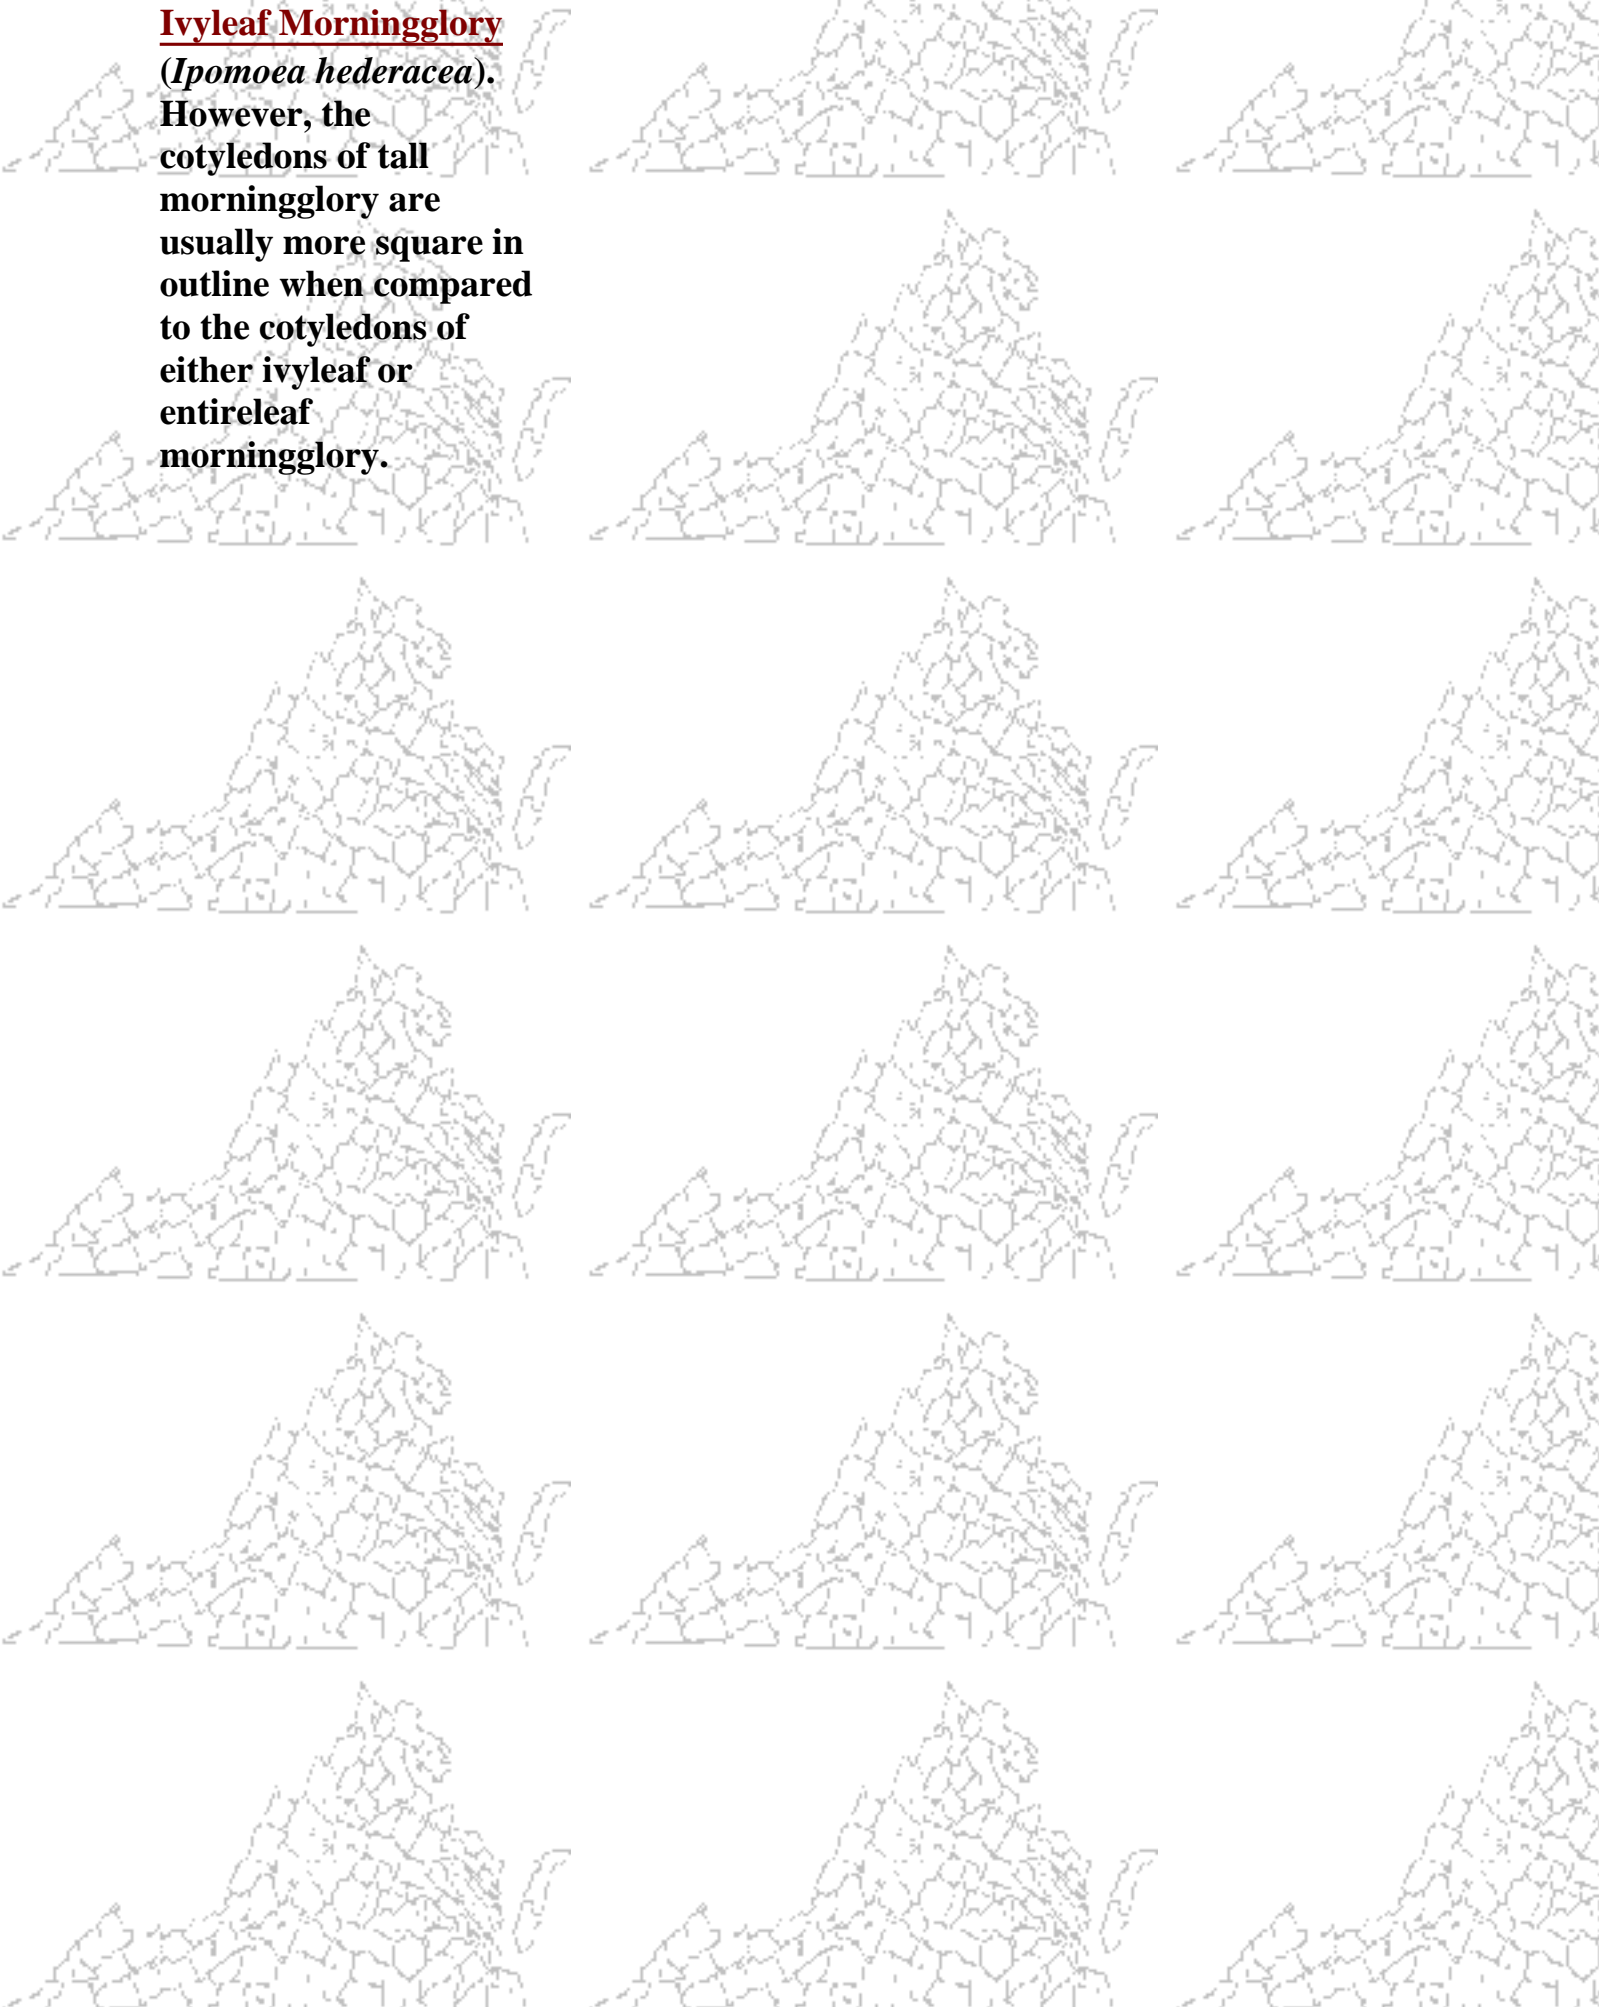 Ivyleaf Morningglory
(Ipomoea hederacea).
However, the
cotyledons of tall
morningglory are
usually more square in
outline when compared
to the cotyledons of
either ivyleaf or
entireleaf
morningglory.